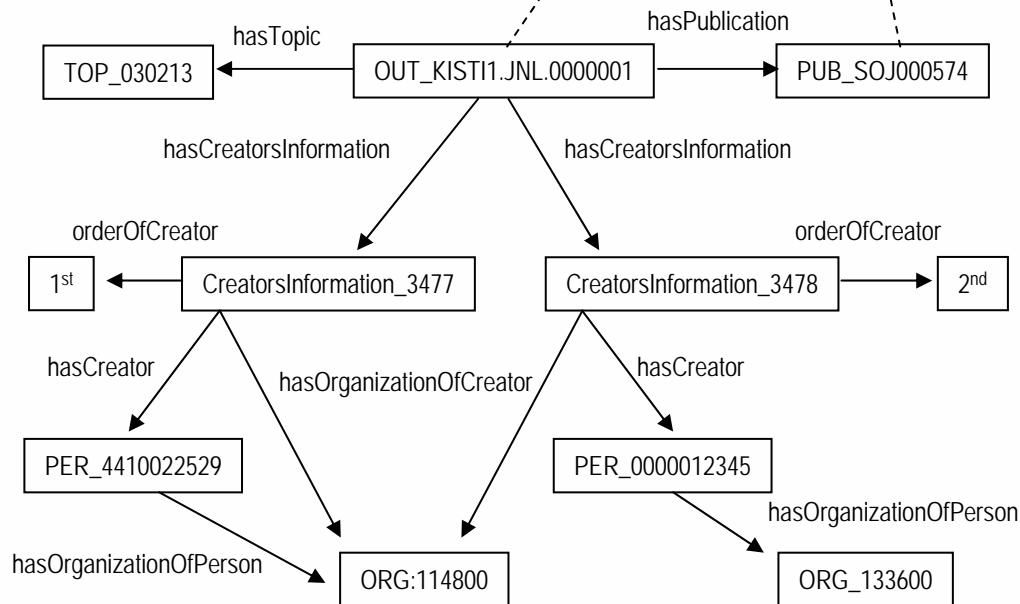 hasPublication
hasTopic
TOP_030213
OUT_KISTI1.JNL.0000001
PUB_SOJ000574
hasCreatorsInformation
hasCreatorsInformation
orderOfCreator
orderOfCreator
1st
CreatorsInformation_3477
CreatorsInformation_3478
2nd
hasCreator
hasOrganizationOfCreator
hasCreator
PER_4410022529
PER_0000012345
hasOrganizationOfPerson
hasOrganizationOfPerson
ORG:114800
ORG_133600